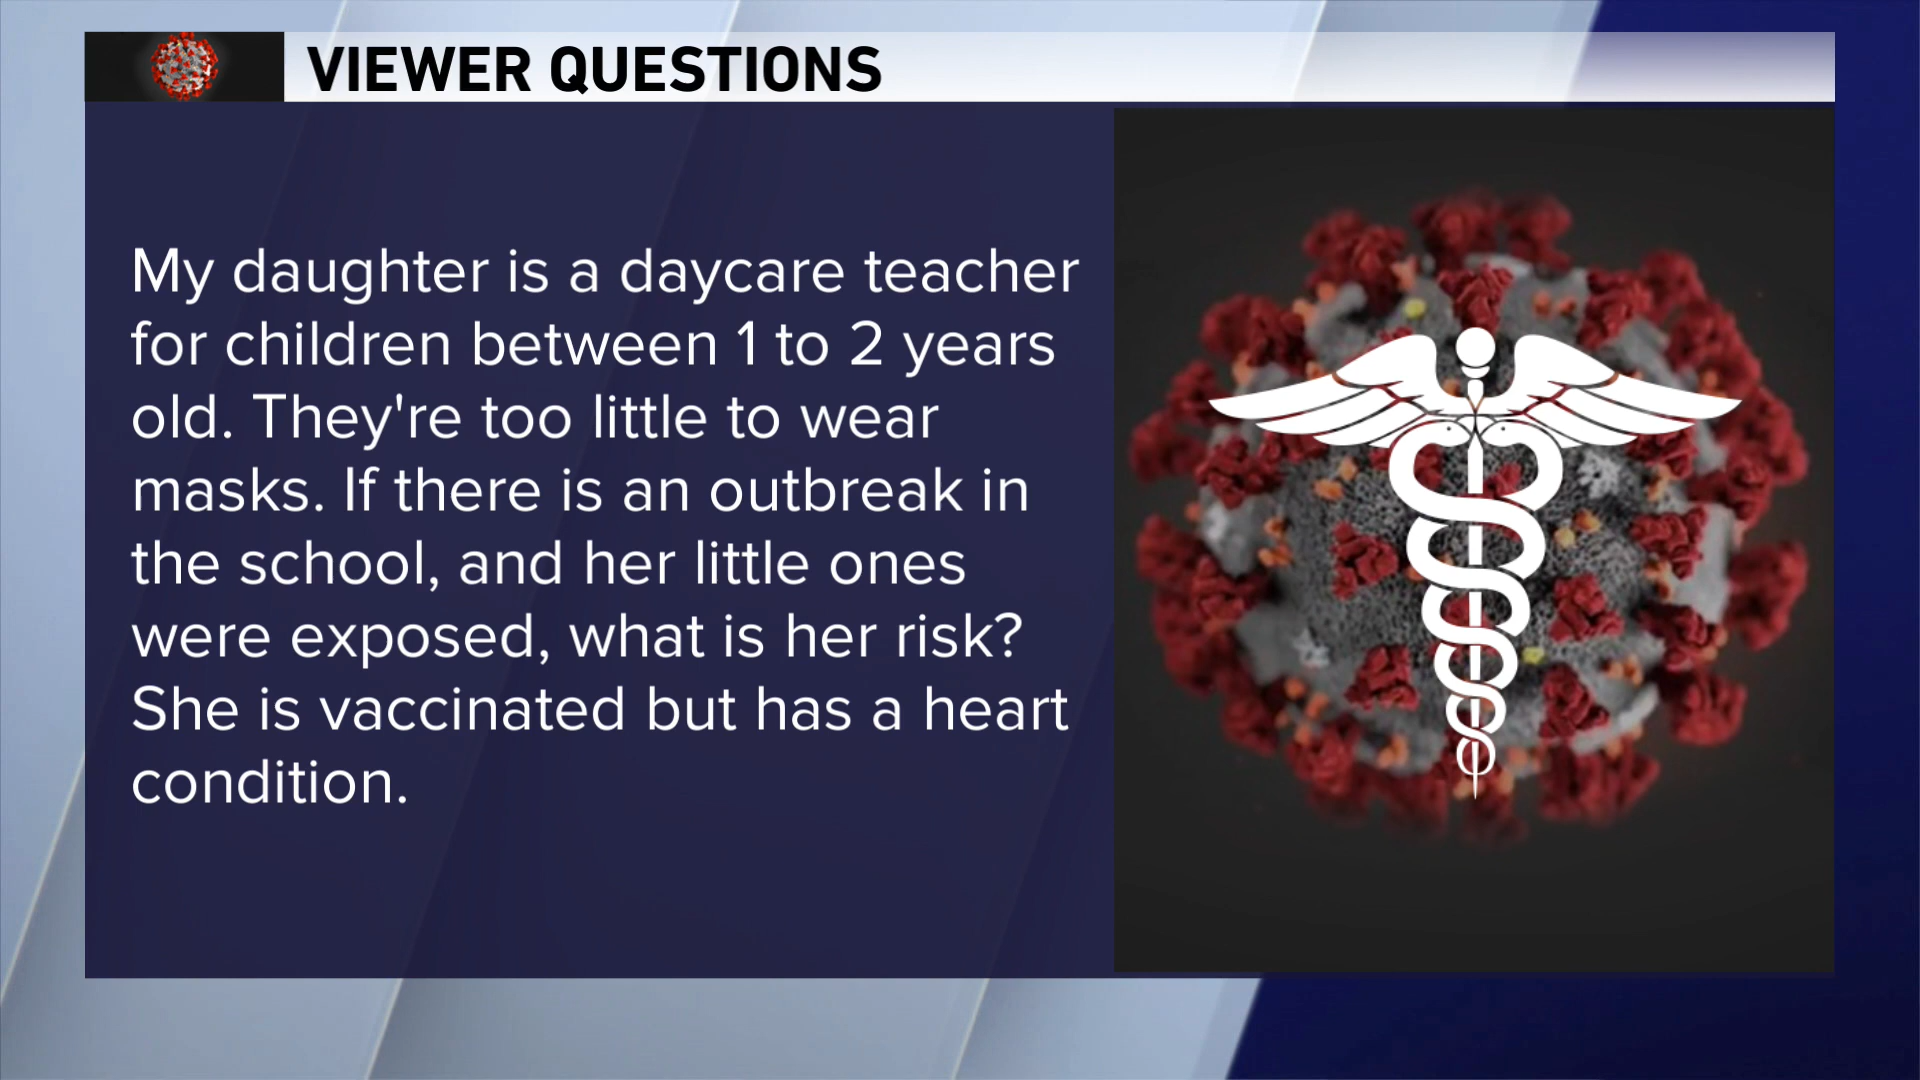 VIEWER QUESTIONS
My daughter is a daycare teacher
for children between 1 to 2 years
old. They're too little to wear
masks. If there is an outbreak in
the school, and her little ones
were exposed, what is her risk?
She is vaccinated but has a heart
condition.